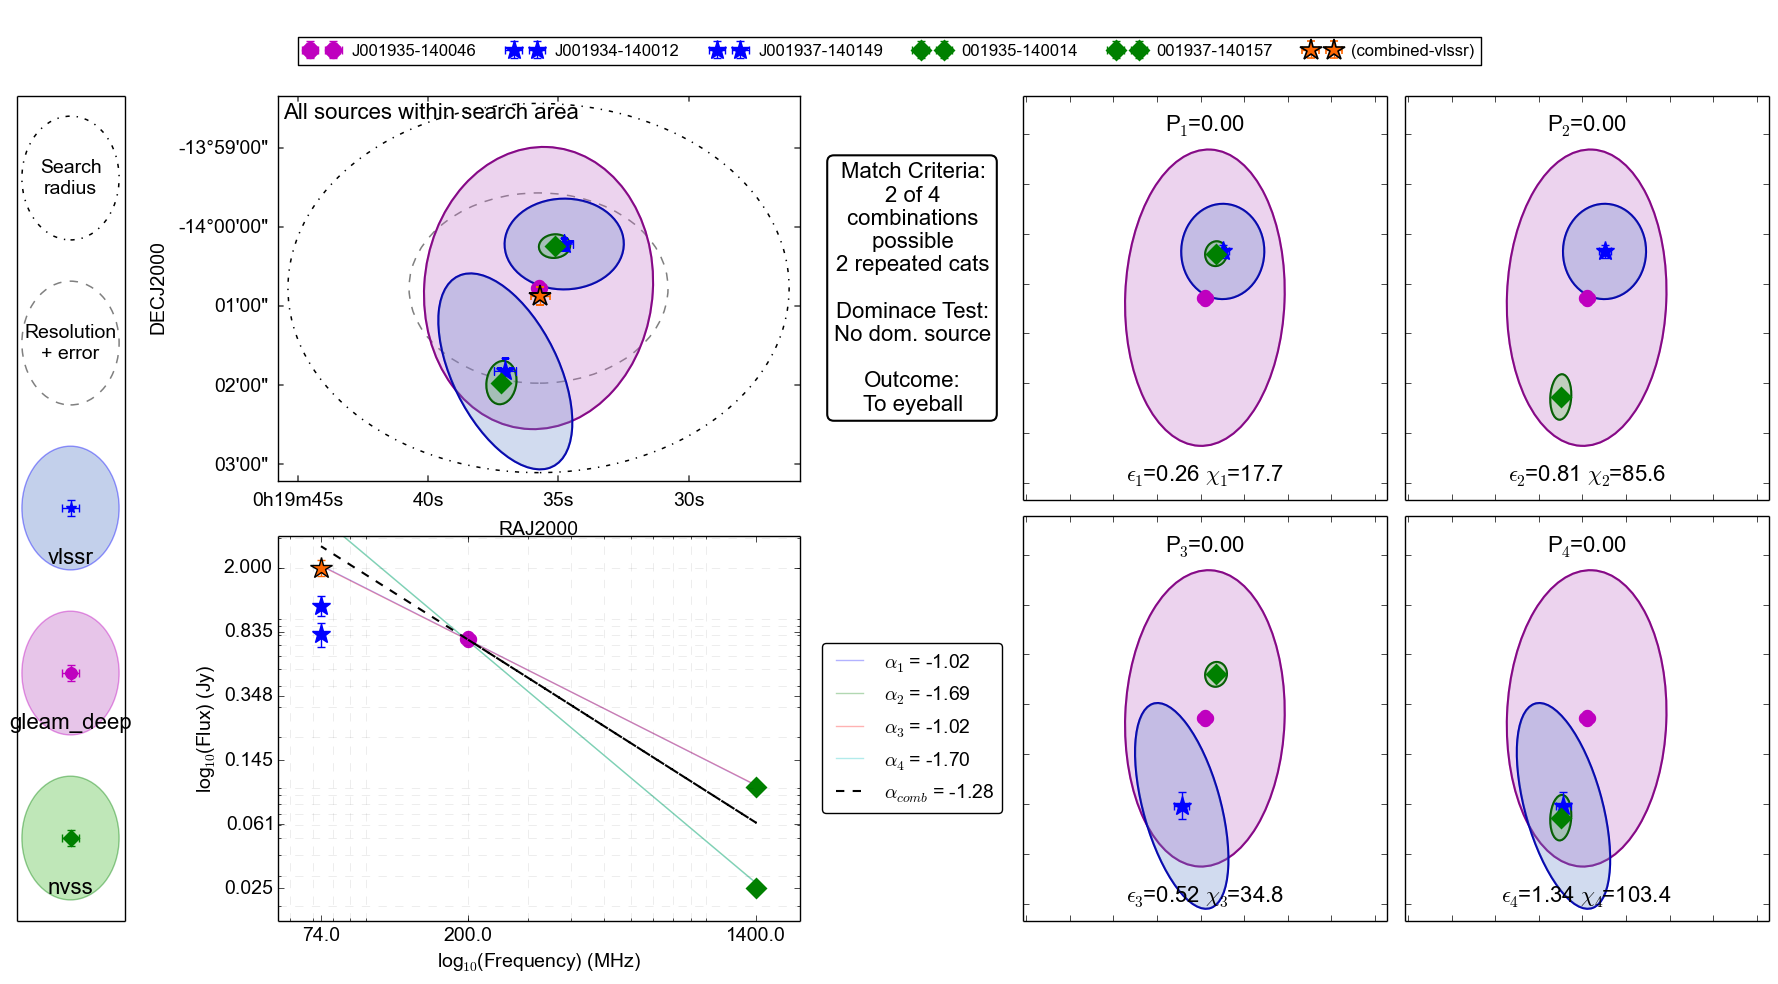 J001935-140046 J001934-140012 J001937-140149 001935-140014 001937-140157 (combined-vlssr)
Search
radius
Resolution
+ error
vlssr
gleam_deep
nvss
All sources within search area
DECJ2000
-13°59'00"
-14°00'00"
01'00"
02'00"
03'00"
0h19m45s 40s 35s 30s
RAJ2000
Match Criteria:
2 of 4
combinations
possible
2 repeated cats
Dominace Test:
No dom. source
Outcome:
To eyeball
P₁=0.00
ϵ₁=0.26 χ₁=17.7
P₂=0.00
ϵ₂=0.81 χ₂=85.6
log₁₀(Flux) (Jy)
2.000
0.835
0.348
0.145
0.061
0.025
74.0 200.0 1400.0
log₁₀(Frequency) (MHz)
α₁ = -1.02
α₂ = -1.69
α₃ = -1.02
α₄ = -1.70
α_comb = -1.28
P₃=0.00
ϵ₃=0.52 χ₃=34.8
P₄=0.00
ϵ₄=1.34 χ₄=103.4